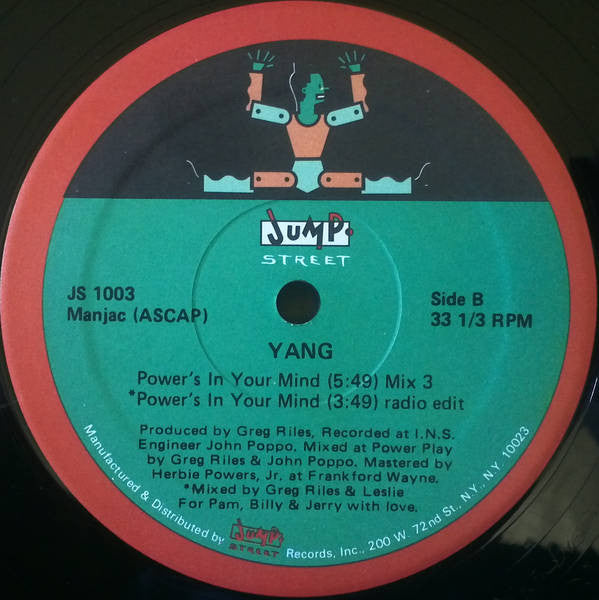 JUMP.
STREET
JS 1003
Manjac (ASCAP)
Side B
33 1/3 RPM
YANG
Power's In Your Mind (5:49) Mix 3
*Power's In Your Mind (3:49) radio edit
Produced by Greg Riles, Recorded at I.N.S.
Engineer John Poppo. Mixed at Power Play
by Greg Riles & John Poppo. Mastered by
Herbie Powers, Jr. at Frankford Wayne.
*Mixed by Greg Riles & Leslie
For Pam, Billy & Jerry with love.
Manufactured & Distributed by JUMP. STREET Records, Inc., 200 W. 72nd St., NY., NY. 10023